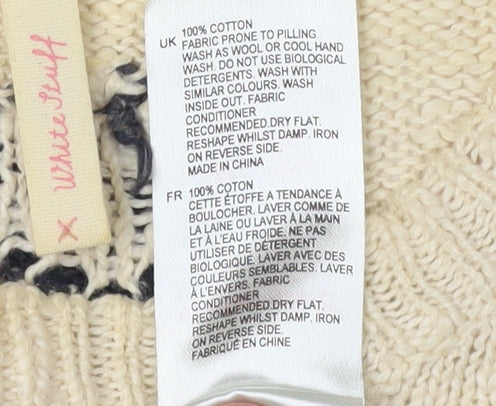 White Stuff
UK 100% COTTON
FABRIC PRONE TO PILLING
WASH AS WOOL OR COOL HAND
WASH. DO NOT USE BIOLOGICAL
DETERGENTS. WASH WITH
SIMILAR COLOURS. WASH
INSIDE OUT. FABRIC
CONDITIONER
RECOMMENDED.DRY FLAT.
RESHAPE WHILST DAMP. IRON
ON REVERSE SIDE.
MADE IN CHINA
FR 100% COTON
CETTE ÉTOFFE A TENDANCE À
BOULOCHER. LAVER COMME DE
LA LAINE OU LAVER À LA MAIN
ET À L'EAU FROIDE. NE PAS
UTILISER DE DÉTERGENT
BIOLOGIQUE. LAVER AVEC DES
COULEURS SEMBLABLES. LAVER
À L'ENVERS. FABRIC
CONDITIONER
RECOMMENDED.DRY FLAT.
RESHAPE WHILST DAMP. IRON
ON REVERSE SIDE.
FABRIQUÉ EN CHINE